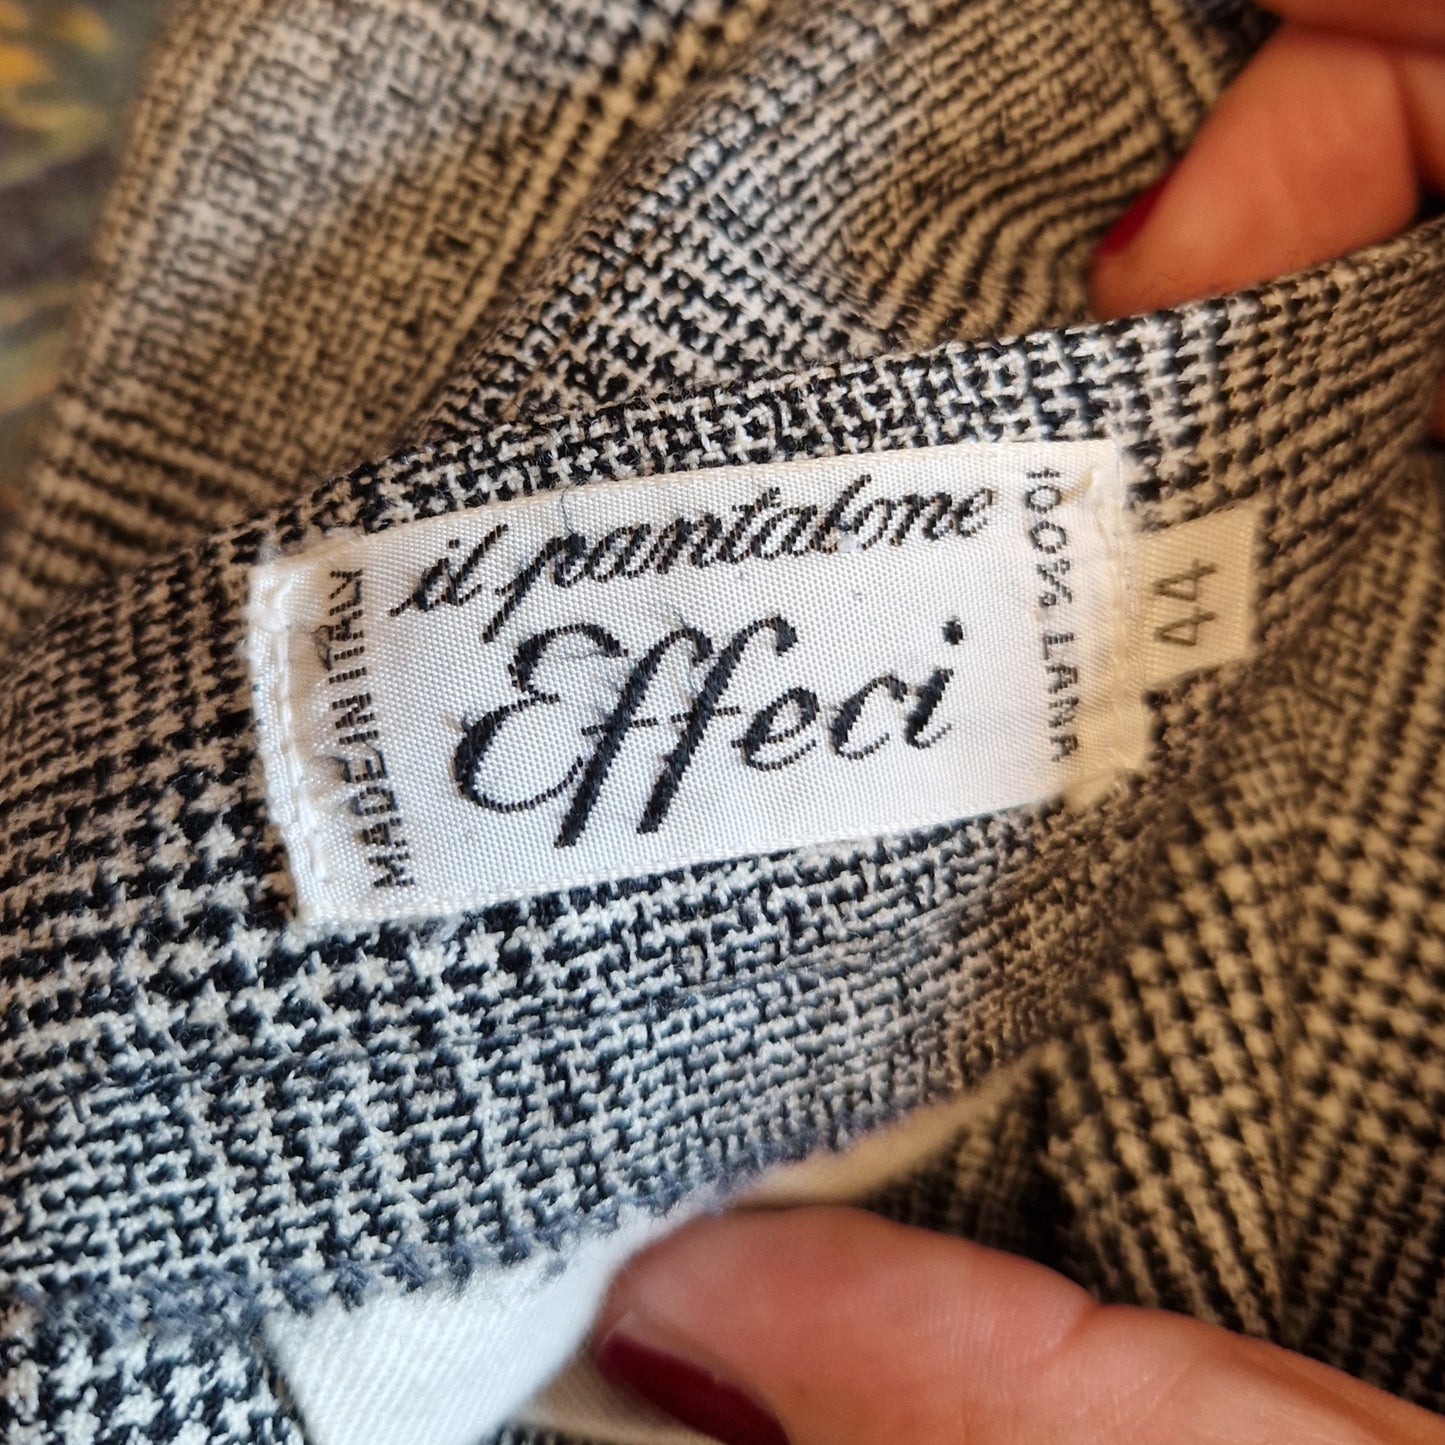 il pantalone
Effeci
MADE IN ITALY
100% LANA
44